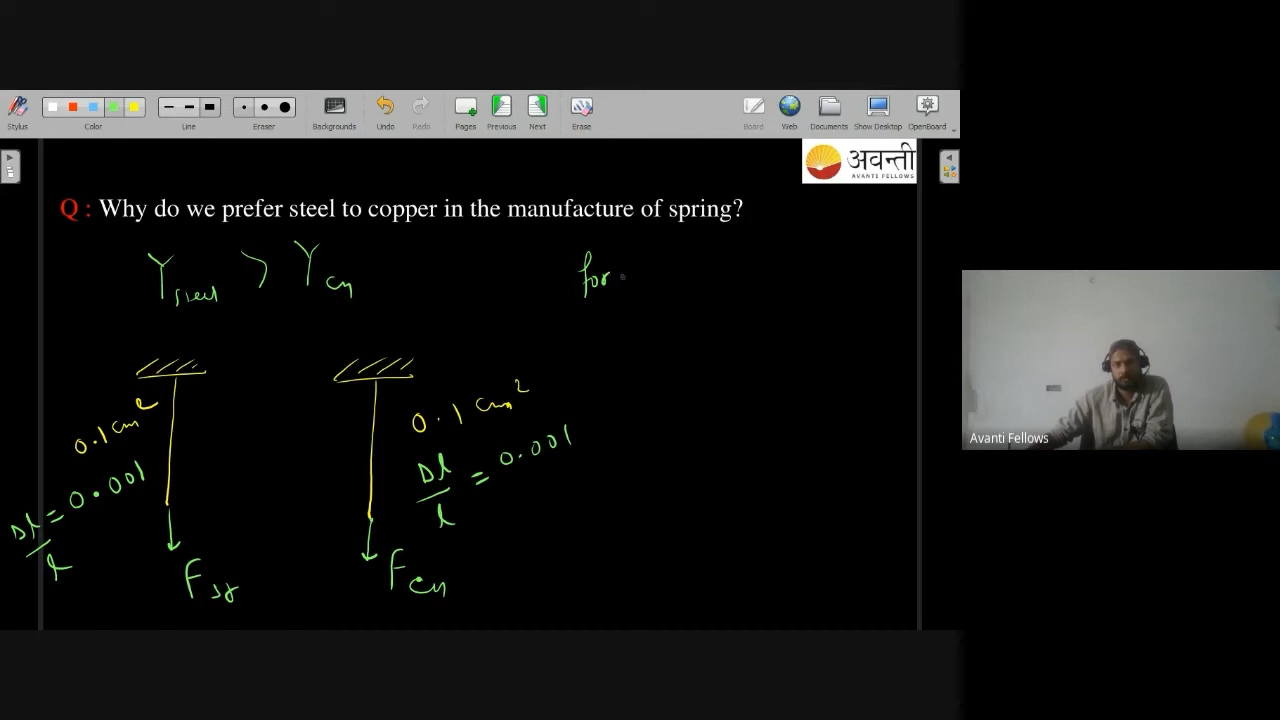 Stylus
Color
Line
Eraser
Backgrounds
Undo
Redo
Pages
Previous
Next
Erase
Board
Web
Documents
Show Desktop
OpenBoard
अवन्ती
AVANTI FELLOWS
Q : Why do we prefer steel to copper in the manufacture of spring?
Y steel > Y Cu
for
0.1 cm²
0.1 cm²
Δl/l = 0.001
Δl/l = 0.001
F st
F Cu
Avanti Fellows